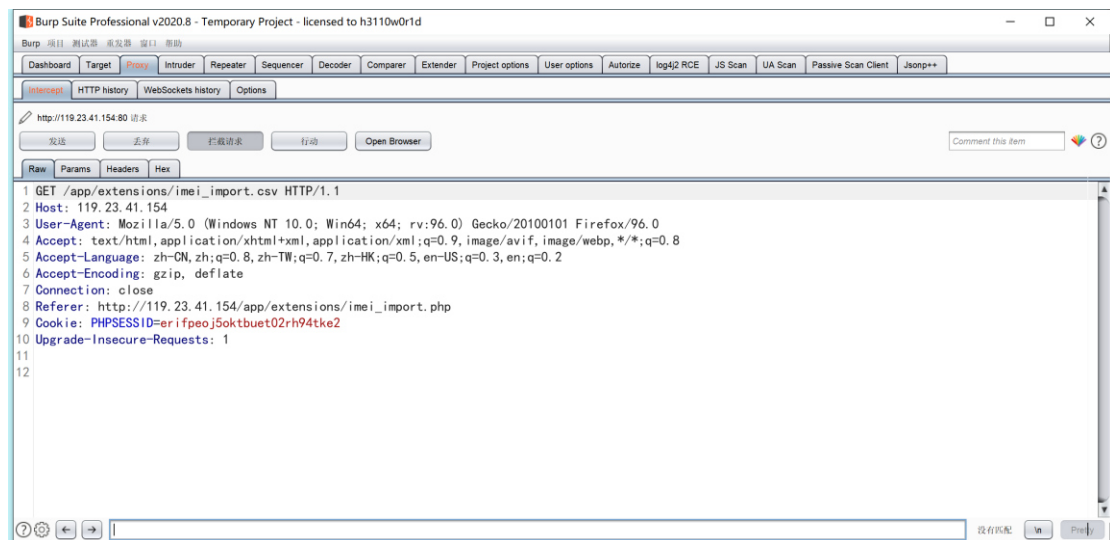 Burp Suite Professional v2020.8 - Temporary Project - licensed to h3110w0r1d
Burp 项目 测试器 重发器 窗口 帮助
Dashboard Target Proxy Intruder Repeater Sequencer Decoder Comparer Extender Project options User options Autorize log4j2 RCE JS Scan UA Scan Passive Scan Client Jsonp++
Intercept HTTP history WebSockets history Options
http://119.23.41.154:80 请求
发送 丢弃 拦截请求 行动 Open Browser Comment this item
Raw Params Headers Hex
1 GET /app/extensions/imei_import.csv HTTP/1.1
2 Host: 119.23.41.154
3 User-Agent: Mozilla/5.0 (Windows NT 10.0; Win64; x64; rv:96.0) Gecko/20100101 Firefox/96.0
4 Accept: text/html,application/xhtml+xml,application/xml;q=0.9,image/avif,image/webp,*/*;q=0.8
5 Accept-Language: zh-CN,zh;q=0.8,zh-TW;q=0.7,zh-HK;q=0.5,en-US;q=0.3,en;q=0.2
6 Accept-Encoding: gzip, deflate
7 Connection: close
8 Referer: http://119.23.41.154/app/extensions/imei_import.php
9 Cookie: PHPSESSID=erifpeoj5oktbuet02rh94tke2
10 Upgrade-Insecure-Requests: 1
11
12
没有匹配 \n Pretty